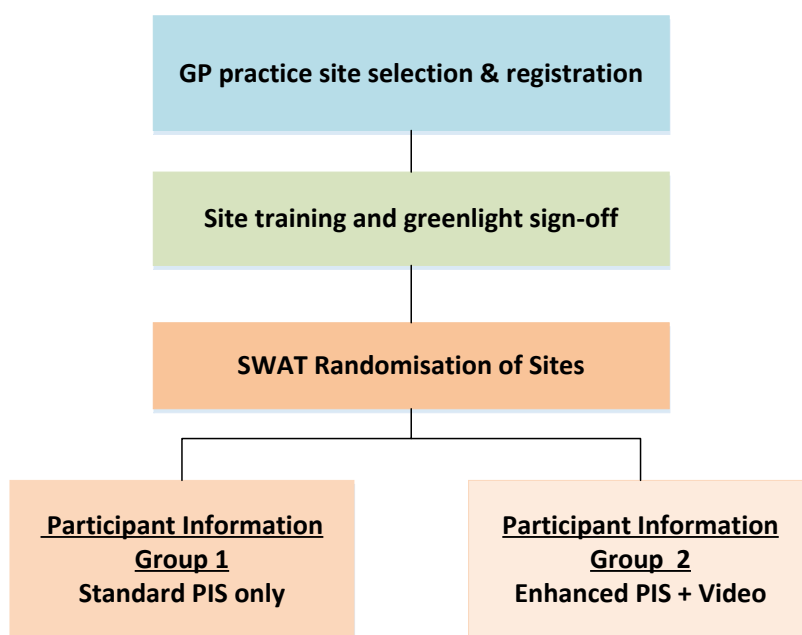 GP practice site selection & registration
Site training and greenlight sign-off
SWAT Randomisation of Sites
Participant Information
Group 1
Standard PIS only
Participant Information
Group 2
Enhanced PIS + Video